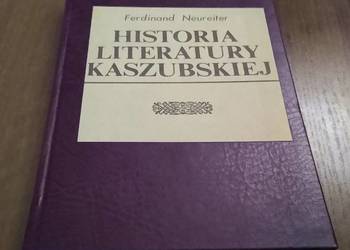 Ferdinand Neureiter
HISTORIA
LITERATURY
KASZUBSKIEJ